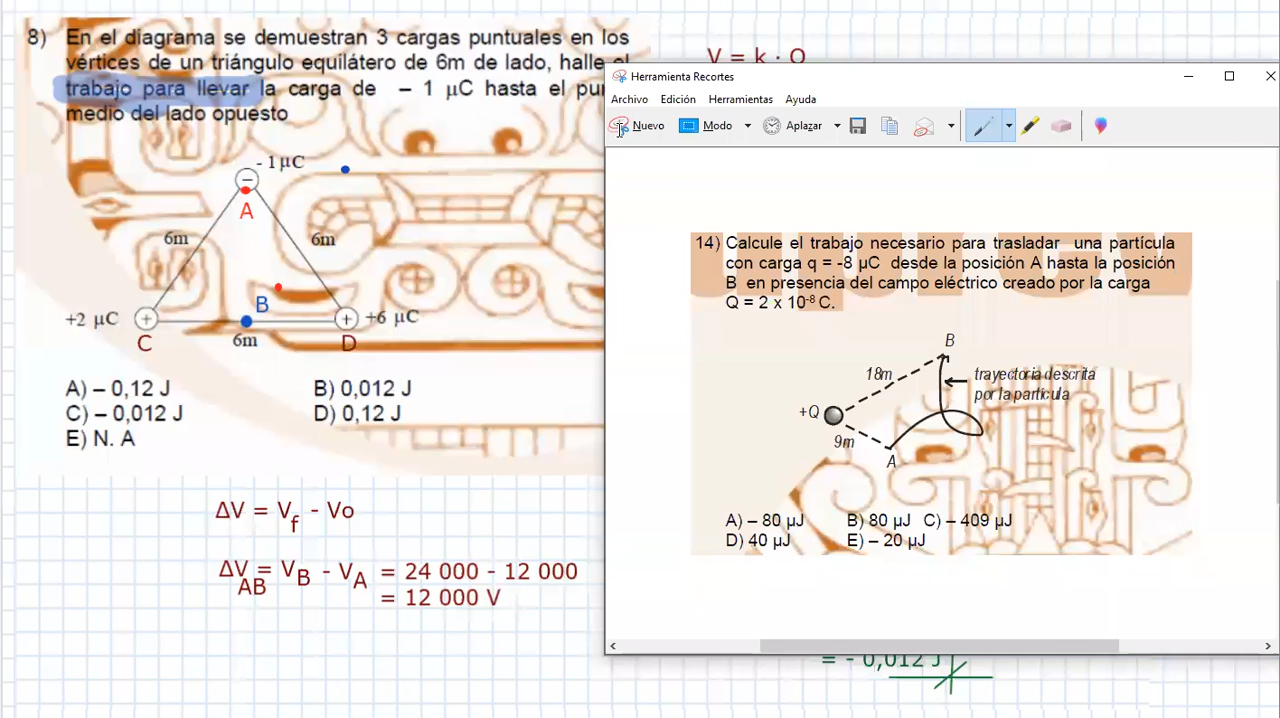 8) En el diagrama se demuestran 3 cargas puntuales en los
vértices de un triángulo equilátero de 6m de lado, halle el
trabajo para llevar la carga de – 1 μC hasta el pun
medio del lado opuesto
- 1 μC
–
A
6m
6m
B
+2 μC
+
+
+6 μC
C
6m
D
A) – 0,12 J B) 0,012 J
C) – 0,012 J D) 0,12 J
E) N. A
ΔV = Vf - Vo
ΔV AB = VB - VA = 24 000 - 12 000
= 12 000 V
V = k . Q
Herramienta Recortes
Archivo Edición Herramientas Ayuda
Nuevo Modo Aplazar
14) Calcule el trabajo necesario para trasladar una partícula
con carga q = -8 μC desde la posición A hasta la posición
B en presencia del campo eléctrico creado por la carga
Q = 2 x 10⁻⁸ C.
B
18m
trayectoria descrita
por la partícula
+Q
9m
A
A) – 80 μJ B) 80 μJ C) – 409 μJ
D) 40 μJ E) – 20 μJ
= - 0,012 J